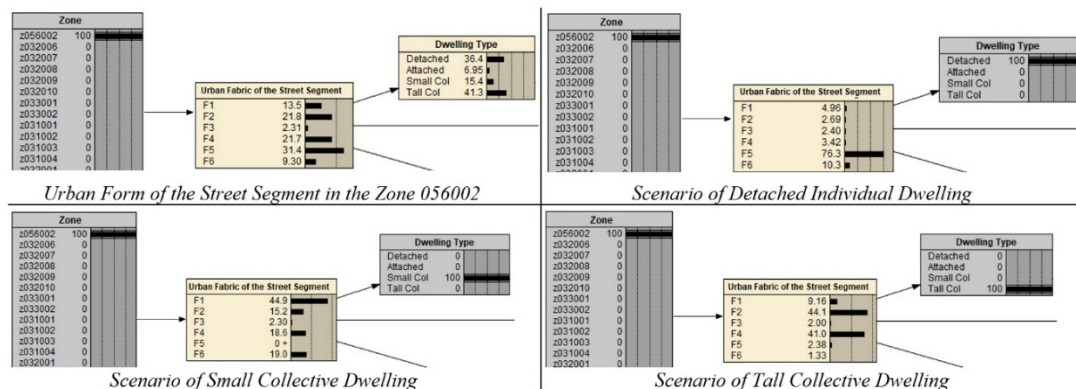 Zone
z056002 100
z032006 0
z032007 0
z032008 0
z032009 0
z032010 0
z033001 0
z033002 0
z031001 0
z031002 0
z031003 0
z031004 0
z032001 0
Urban Fabric of the Street Segment
F1 13.5
F2 21.8
F3 2.31
F4 21.7
F5 31.4
F6 9.30
Dwelling Type
Detached 36.4
Attached 6.95
Small Col 15.4
Tall Col 41.3
Urban Form of the Street Segment in the Zone 056002
Zone
z056002 100
z032006 0
z032007 0
z032008 0
z032009 0
z032010 0
z033001 0
z033002 0
z031001 0
z031002 0
z031003 0
z031004 0
Urban Fabric of the Street Segment
F1 4.96
F2 2.69
F3 2.40
F4 3.42
F5 76.3
F6 10.3
Dwelling Type
Detached 100
Attached 0
Small Col 0
Tall Col 0
Scenario of Detached Individual Dwelling
Zone
z056002 100
z032006 0
z032007 0
z032008 0
z032009 0
z032010 0
z033001 0
z033002 0
z031001 0
z031002 0
z031003 0
z031004 0
z032001 0
Urban Fabric of the Street Segment
F1 44.9
F2 15.2
F3 2.30
F4 18.6
F5 0 +
F6 19.0
Dwelling Type
Detached 0
Attached 0
Small Col 100
Tall Col 0
Scenario of Small Collective Dwelling
Zone
z056002 100
z032006 0
z032007 0
z032008 0
z032009 0
z032010 0
z033001 0
z033002 0
z031001 0
z031002 0
z031003 0
z031004 0
z032001 0
Urban Fabric of the Street Segment
F1 9.16
F2 44.1
F3 2.00
F4 41.0
F5 2.38
F6 1.33
Dwelling Type
Detached 0
Attached 0
Small Col 0
Tall Col 100
Scenario of Tall Collective Dwelling